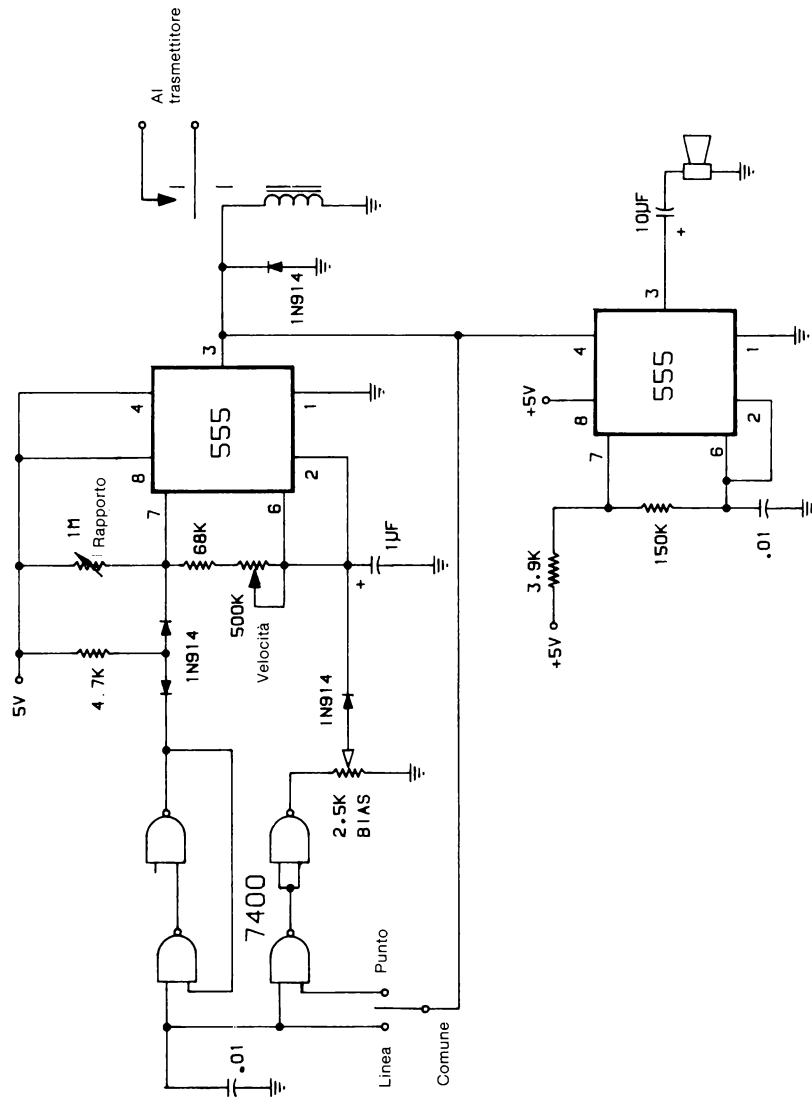 Al
trasmettitore
5V
4.7K
1M
Rapporto
1N914
68K
500K
Velocità
1µF
+
7
8
4
6
2
1
3
555
1N914
1N914
2.5K
BIAS
7400
.01
Linea
Punto
Comune
+5V
8
4
7
6
2
1
3
555
10µF
+
3.9K
+5V
150K
.01